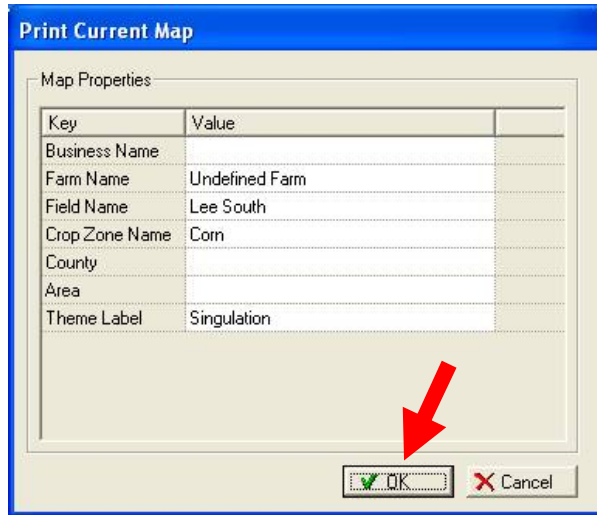 Print Current Map
Map Properties
Key Value
Business Name
Farm Name Undefined Farm
Field Name Lee South
Crop Zone Name Corn
County
Area
Theme Label Singulation
OK Cancel